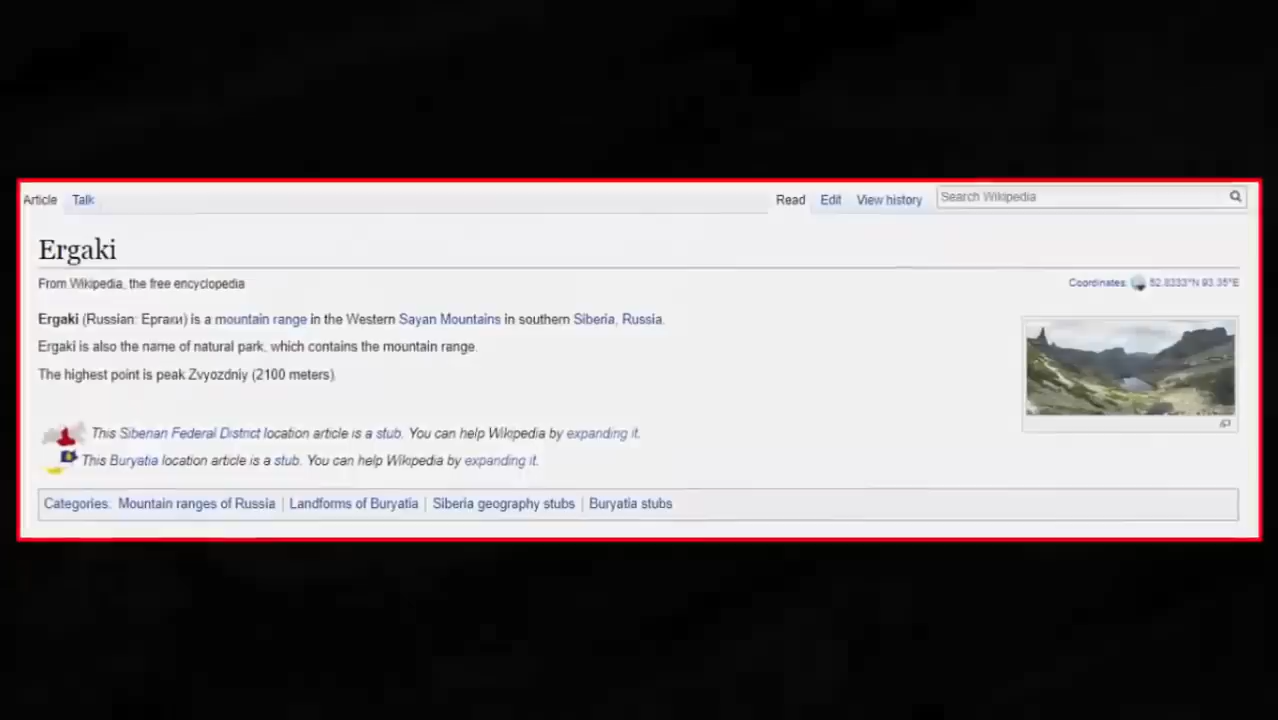 Article Talk Read Edit View history Search Wikipedia
Ergaki
From Wikipedia, the free encyclopedia Coordinates: 52.8333°N 93.35°E
Ergaki (Russian: Ергаки) is a mountain range in the Western Sayan Mountains in southern Siberia, Russia.
Ergaki is also the name of natural park, which contains the mountain range.
The highest point is peak Zvyozdniy (2100 meters).
This Siberian Federal District location article is a stub. You can help Wikipedia by expanding it.
This Buryatia location article is a stub. You can help Wikipedia by expanding it.
Categories: Mountain ranges of Russia | Landforms of Buryatia | Siberia geography stubs | Buryatia stubs